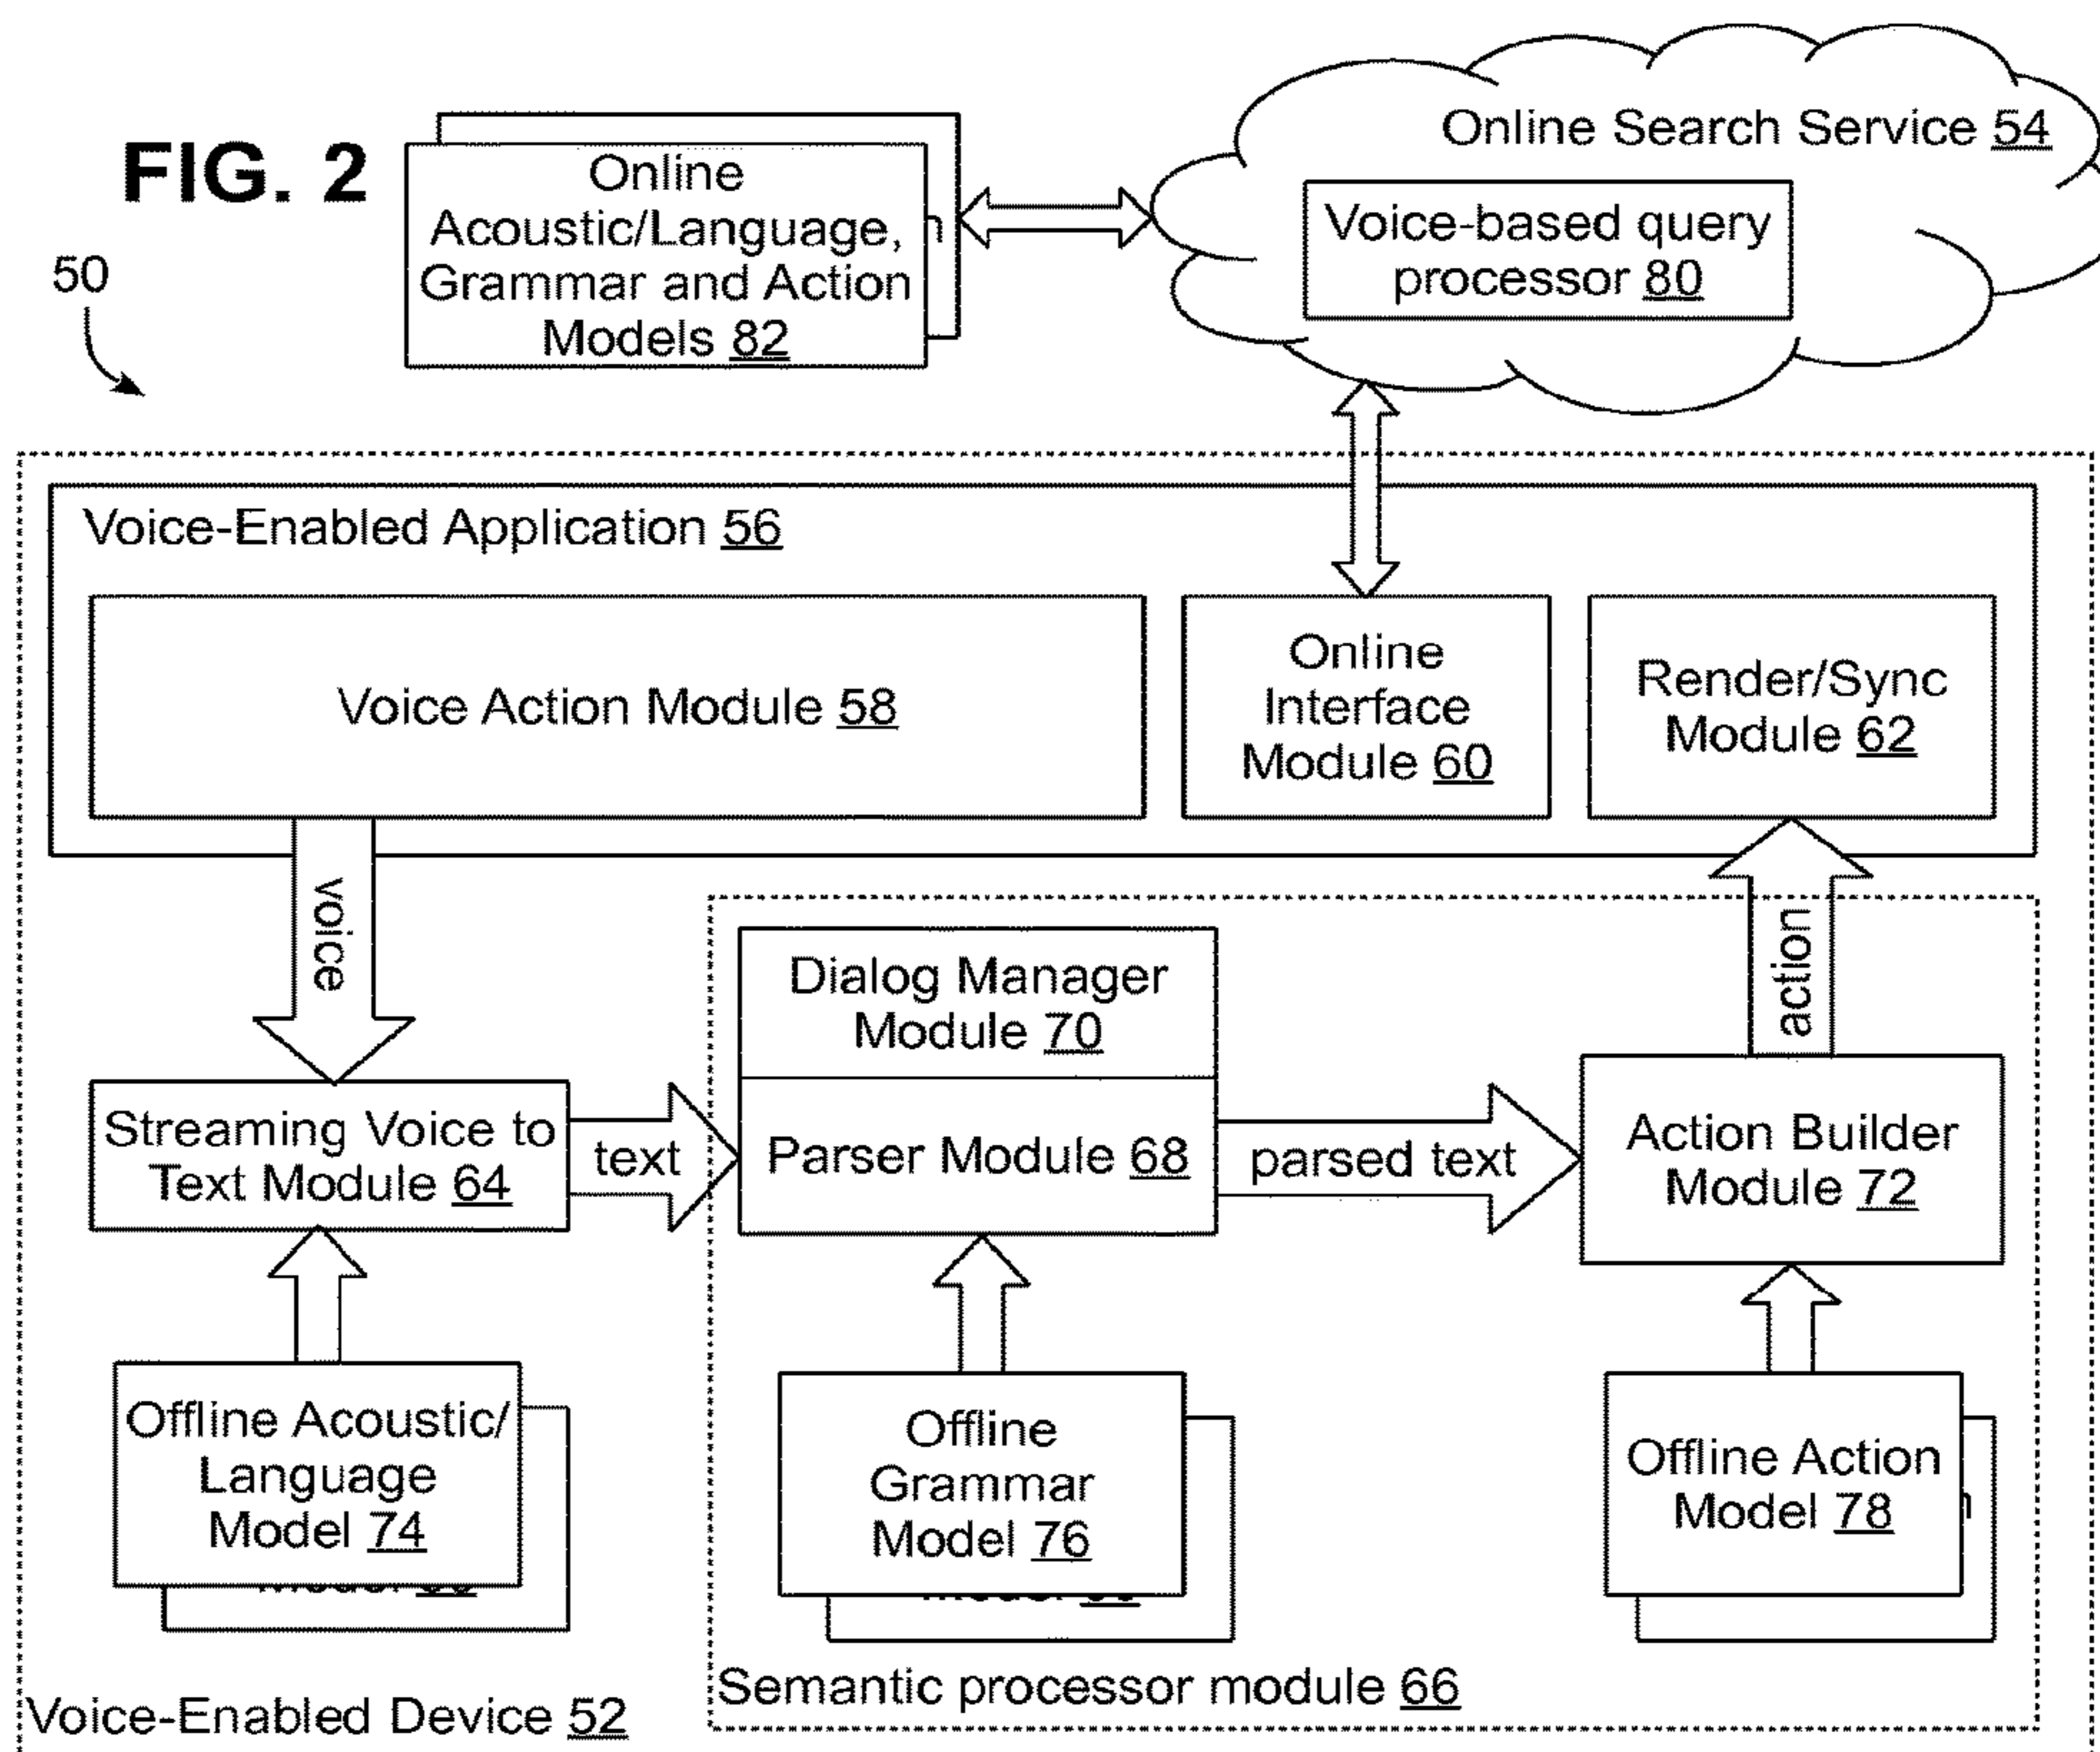 FIG. 2
50
Online
Acoustic/Language,
Grammar and Action
Models 82
Online Search Service 54
Voice-based query
processor 80
Voice-Enabled Application 56
Voice Action Module 58
Online
Interface
Module 60
Render/Sync
Module 62
voice
action
Dialog Manager
Module 70
Streaming Voice to
Text Module 64
text
Parser Module 68
parsed text
Action Builder
Module 72
Offline Acoustic/
Language
Model 74
Offline
Grammar
Model 76
Offline Action
Model 78
Semantic processor module 66
Voice-Enabled Device 52